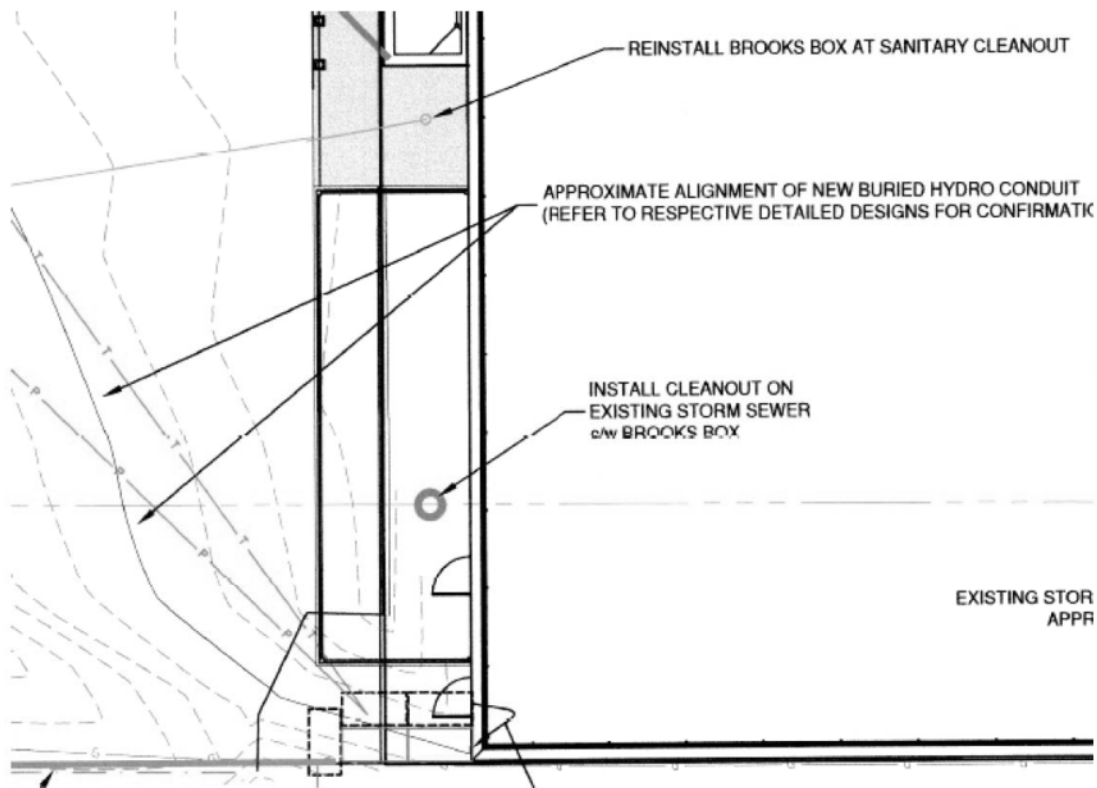 REINSTALL BROOKS BOX AT SANITARY CLEANOUT
APPROXIMATE ALIGNMENT OF NEW BURIED HYDRO CONDUIT
(REFER TO RESPECTIVE DETAILED DESIGNS FOR CONFIRMATIO
INSTALL CLEANOUT ON
EXISTING STORM SEWER
c/w BROOKS BOX
EXISTING STOR
APPR
T
T
T
T
T
P
P
P
P
G
G
G
G
G
G